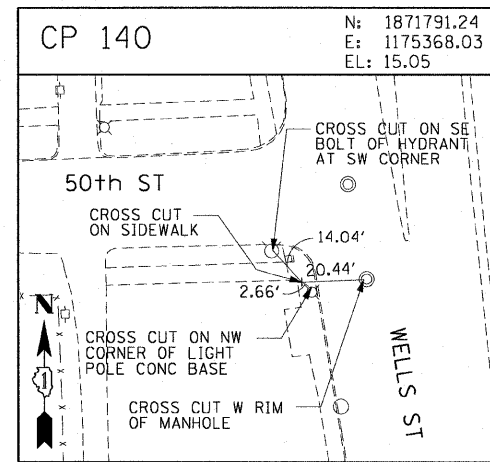 CP 140
N: 1871791.24
E: 1175368.03
EL: 15.05
CROSS CUT ON SE
BOLT OF HYDRANT
AT SW CORNER
50th ST
CROSS CUT
ON SIDEWALK
14.04'
20.44'
2.66'
N
1
CROSS CUT ON NW
CORNER OF LIGHT
POLE CONC BASE
WELLS ST
CROSS CUT W RIM
OF MANHOLE